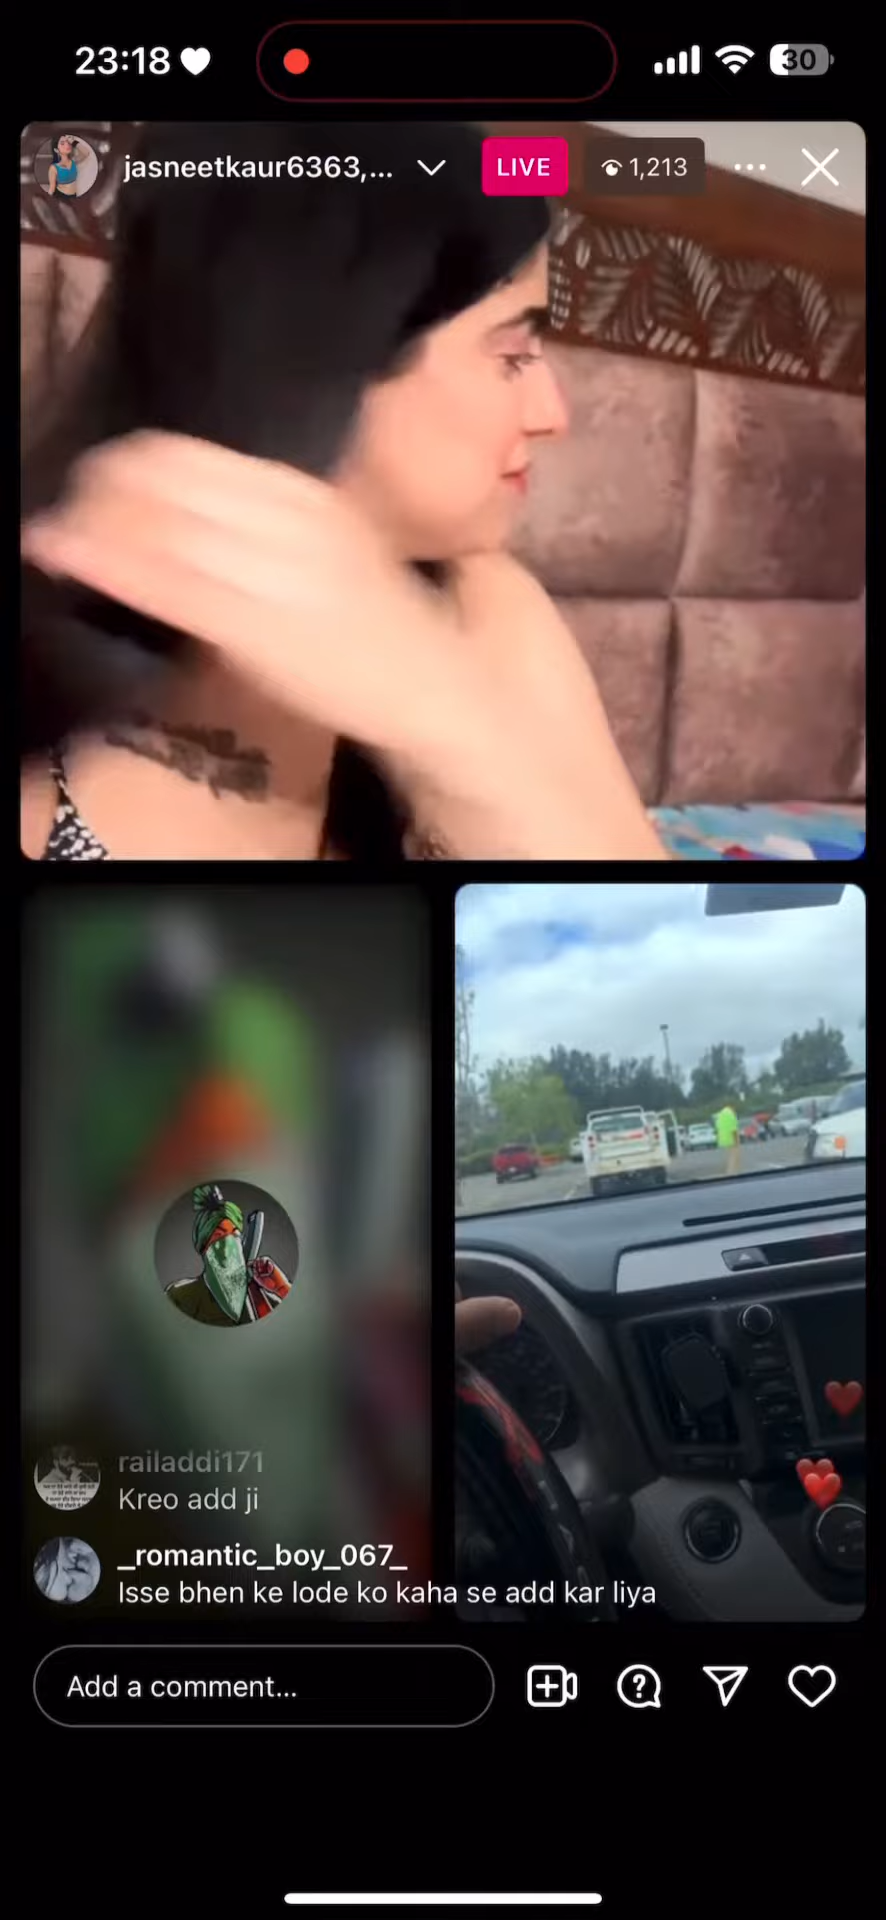 23:18
30
jasneetkaur6363,...
LIVE
1,213
railaddi171
Kreo add ji
_romantic_boy_067_
Isse bhen ke lode ko kaha se add kar liya
Add a comment...